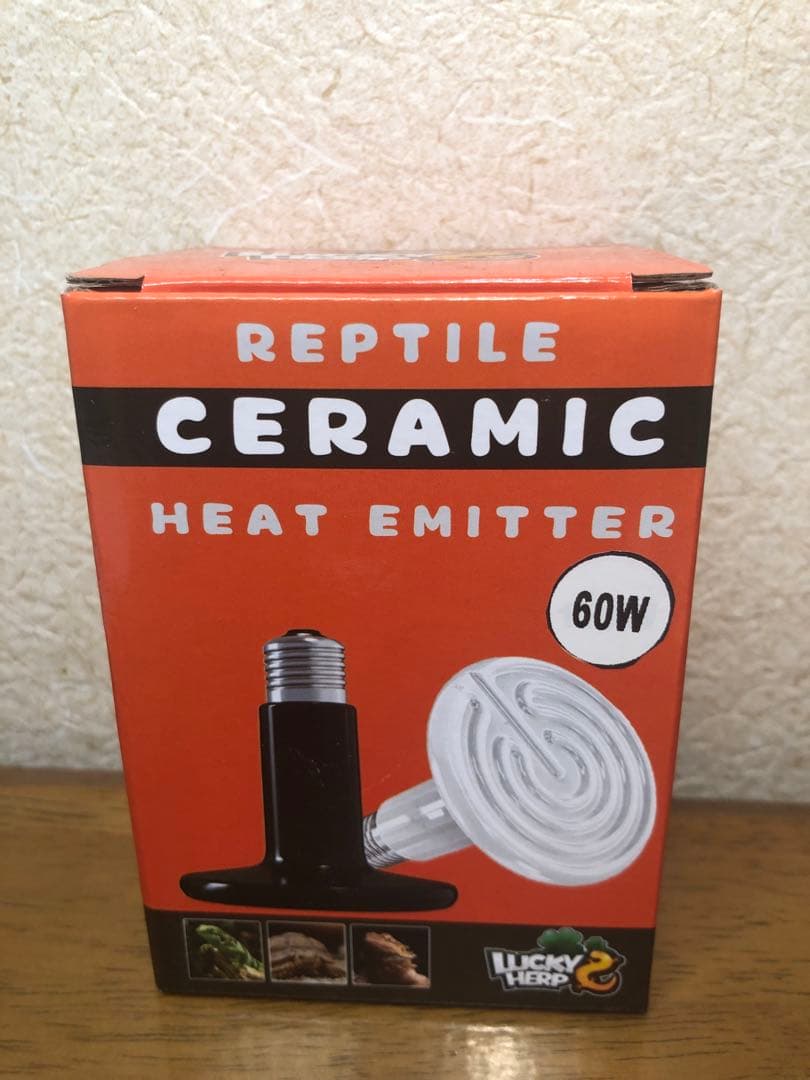 REPTILE
CERAMIC
HEAT EMITTER
60W
LUCKY
HERP